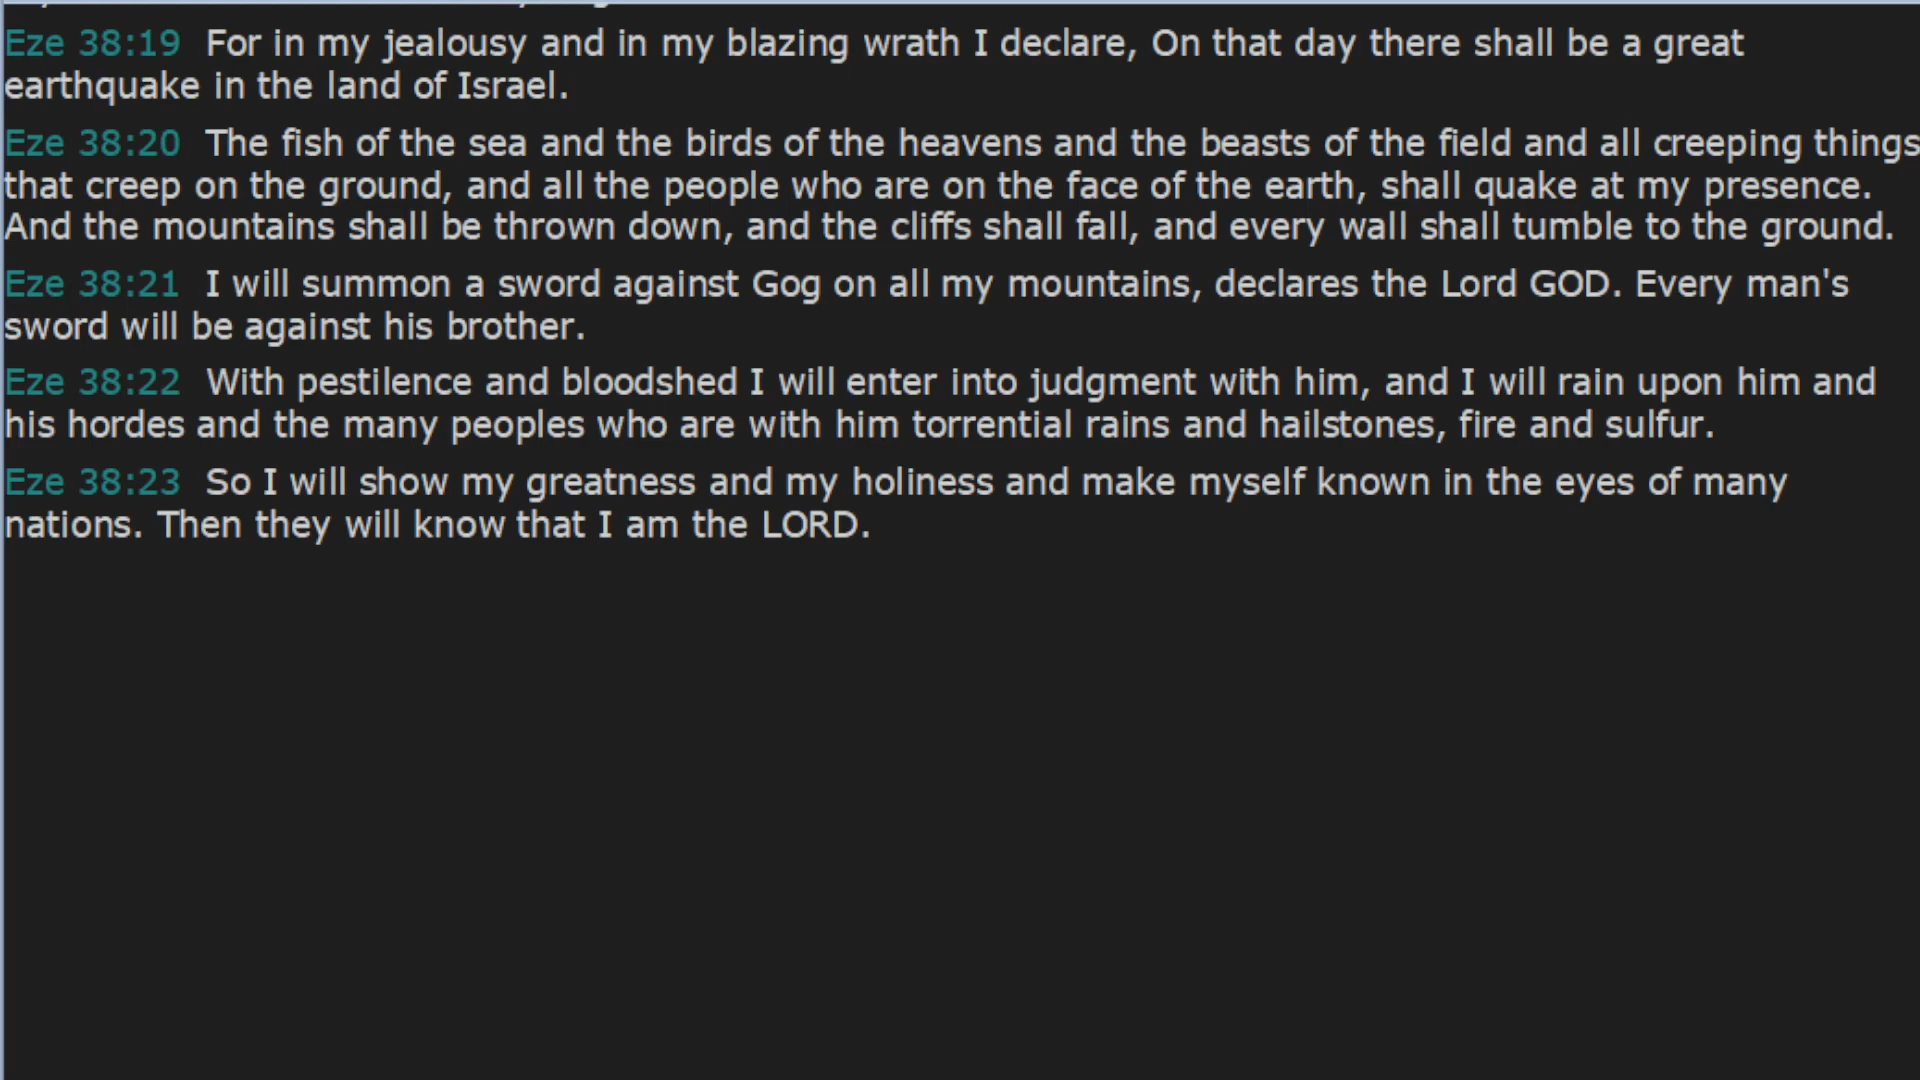 Eze 38:19 For in my jealousy and in my blazing wrath I declare, On that day there shall be a great
earthquake in the land of Israel.
Eze 38:20 The fish of the sea and the birds of the heavens and the beasts of the field and all creeping things
that creep on the ground, and all the people who are on the face of the earth, shall quake at my presence.
And the mountains shall be thrown down, and the cliffs shall fall, and every wall shall tumble to the ground.
Eze 38:21 I will summon a sword against Gog on all my mountains, declares the Lord GOD. Every man's
sword will be against his brother.
Eze 38:22 With pestilence and bloodshed I will enter into judgment with him, and I will rain upon him and
his hordes and the many peoples who are with him torrential rains and hailstones, fire and sulfur.
Eze 38:23 So I will show my greatness and my holiness and make myself known in the eyes of many
nations. Then they will know that I am the LORD.